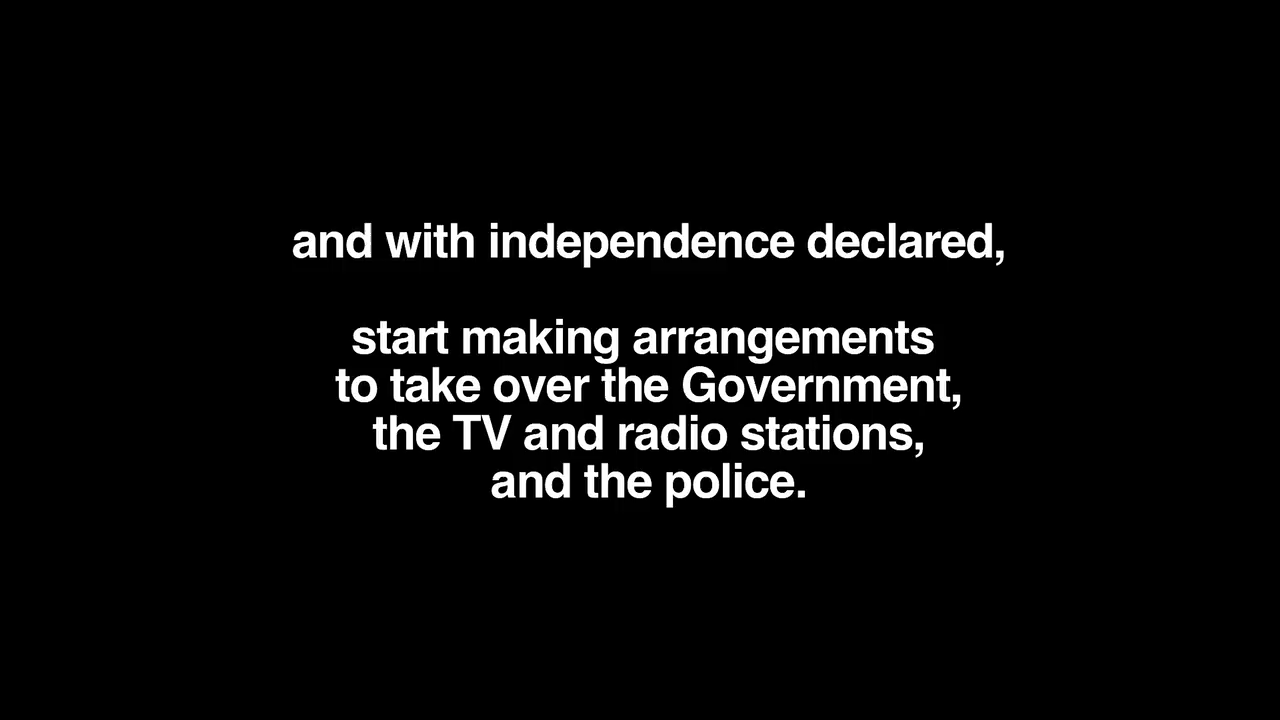 and with independence declared,
start making arrangements
to take over the Government,
the TV and radio stations,
and the police.